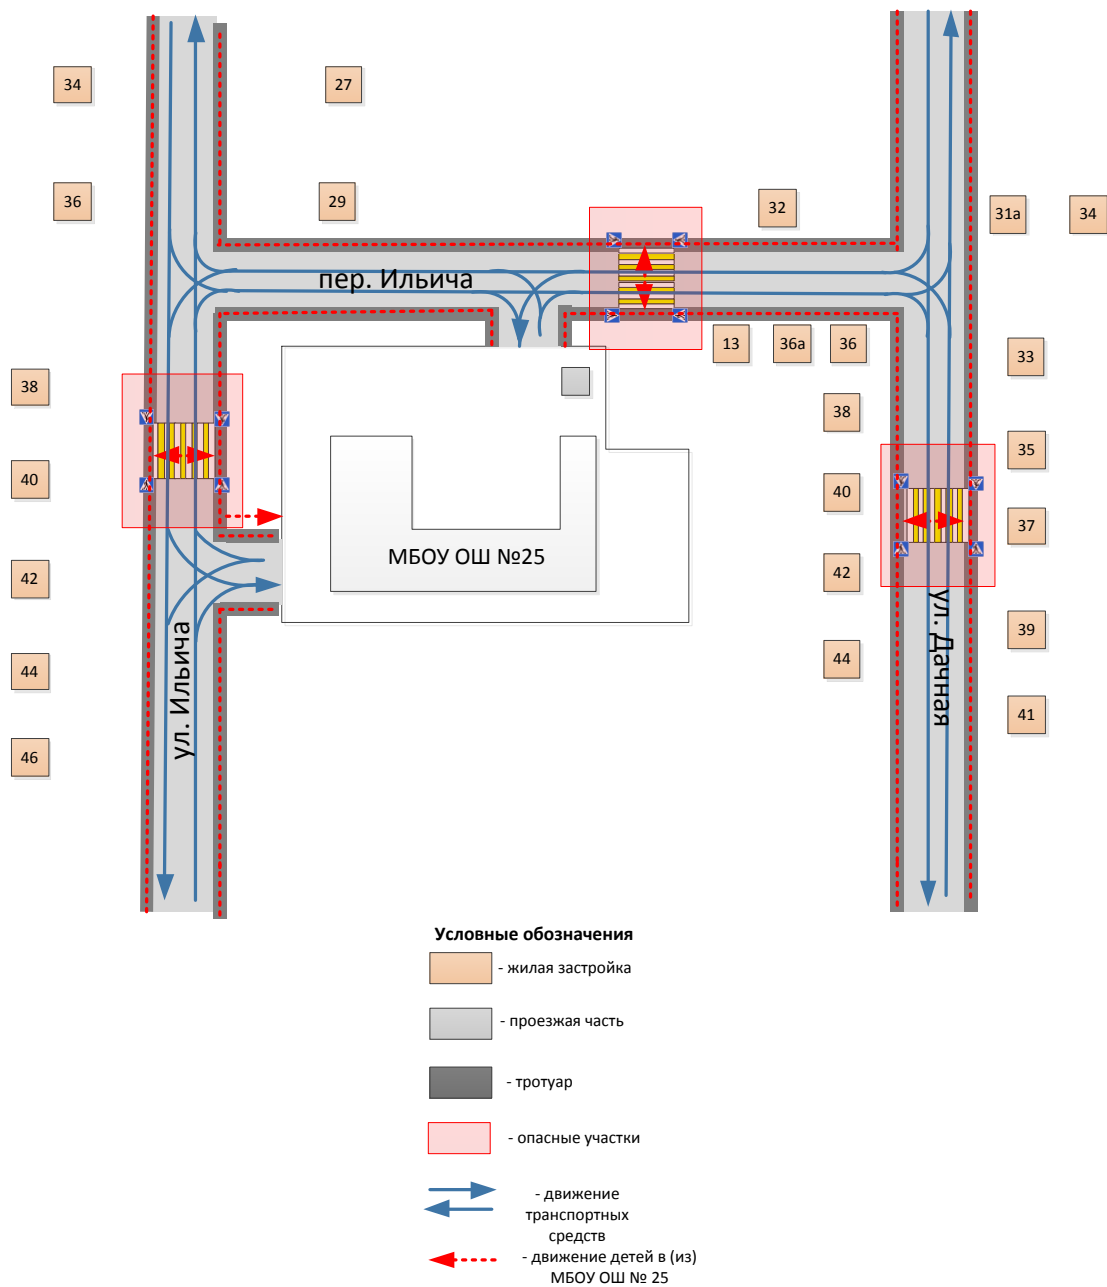 34
27
36
29
32
31а
34
пер. Ильича
13
36а
36
33
38
38
35
40
40
37
МБОУ ОШ №25
42
42
ул. Ильича
ул. Дачная
39
44
44
41
46
Условные обозначения
- жилая застройка
- проезжая часть
- тротуар
- опасные участки
- движение
транспортных
средств
- движение детей в (из)
МБОУ ОШ № 25